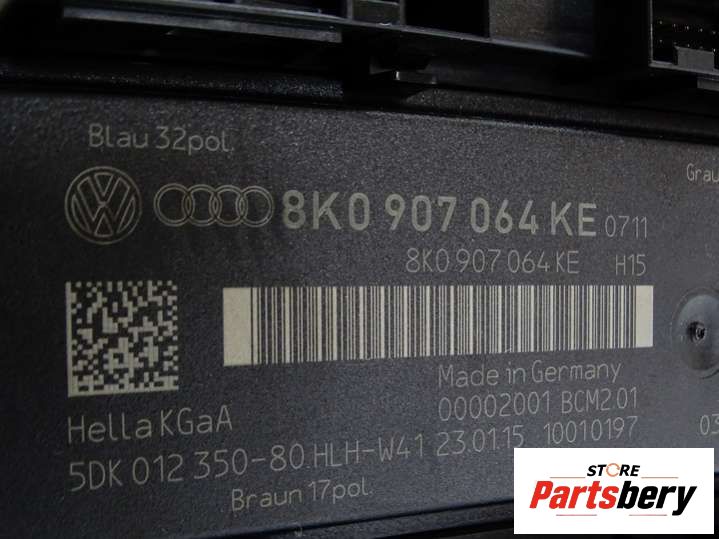 Blau 32pol.
Grau
8K0 907 064 KE 0711
8K0 907 064 KE H15
Made in Germany
00002001 BCM2.01
Hella KGaA
5DK 012 350-80 HLH-W41 23.01.15 10010197
03
Braun 17pol.
STORE
Partsbery